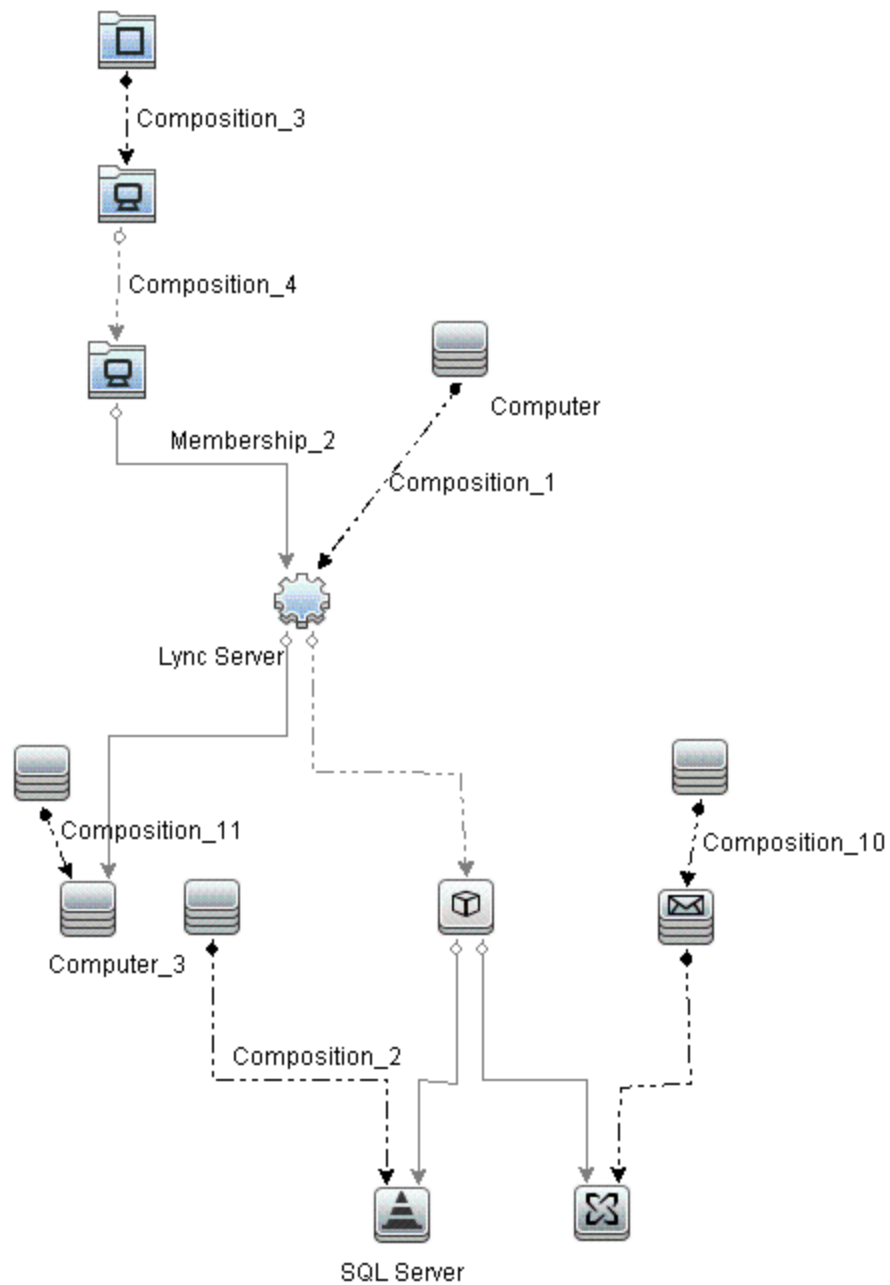 Composition_3
Composition_4
Computer
Membership_2
Composition_1
Lync Server
Composition_11
Composition_10
Computer_3
Composition_2
SQL Server